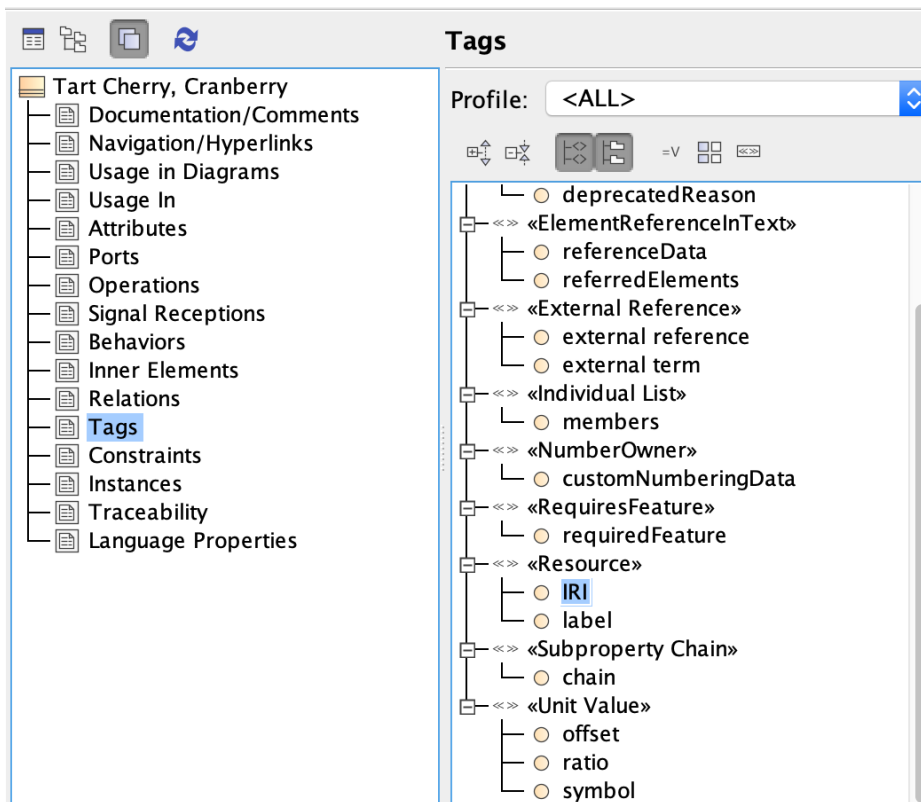 Tart Cherry, Cranberry
Documentation/Comments
Navigation/Hyperlinks
Usage in Diagrams
Usage In
Attributes
Ports
Operations
Signal Receptions
Behaviors
Inner Elements
Relations
Tags
Constraints
Instances
Traceability
Language Properties
Tags
Profile: <ALL>
=V
deprecatedReason
«ElementReferenceInText»
referenceData
referredElements
«External Reference»
external reference
external term
«Individual List»
members
«NumberOwner»
customNumberingData
«RequiresFeature»
requiredFeature
«Resource»
IRI
label
«Subproperty Chain»
chain
«Unit Value»
offset
ratio
symbol